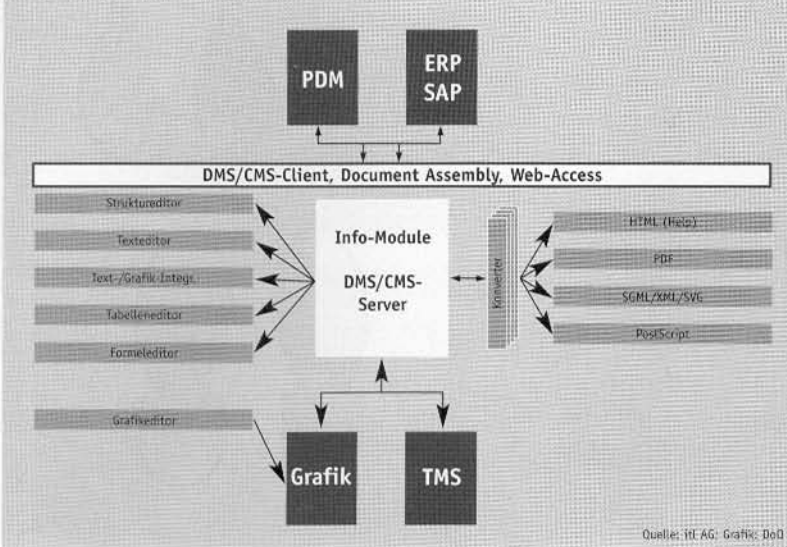 PDM
ERP
SAP
DMS/CMS-Client, Document Assembly, Web-Access
Struktureditor
Texteditor
Text-/Grafik-Integr.
Tabelleneditor
Formeleditor
Grafikeditor
Info-Module
DMS/CMS-
Server
Konverter
HTML (Help)
PDF
SGML/XML/SVG
PostScript
Grafik
TMS
Quelle: itl AG; Grafik: DoQ